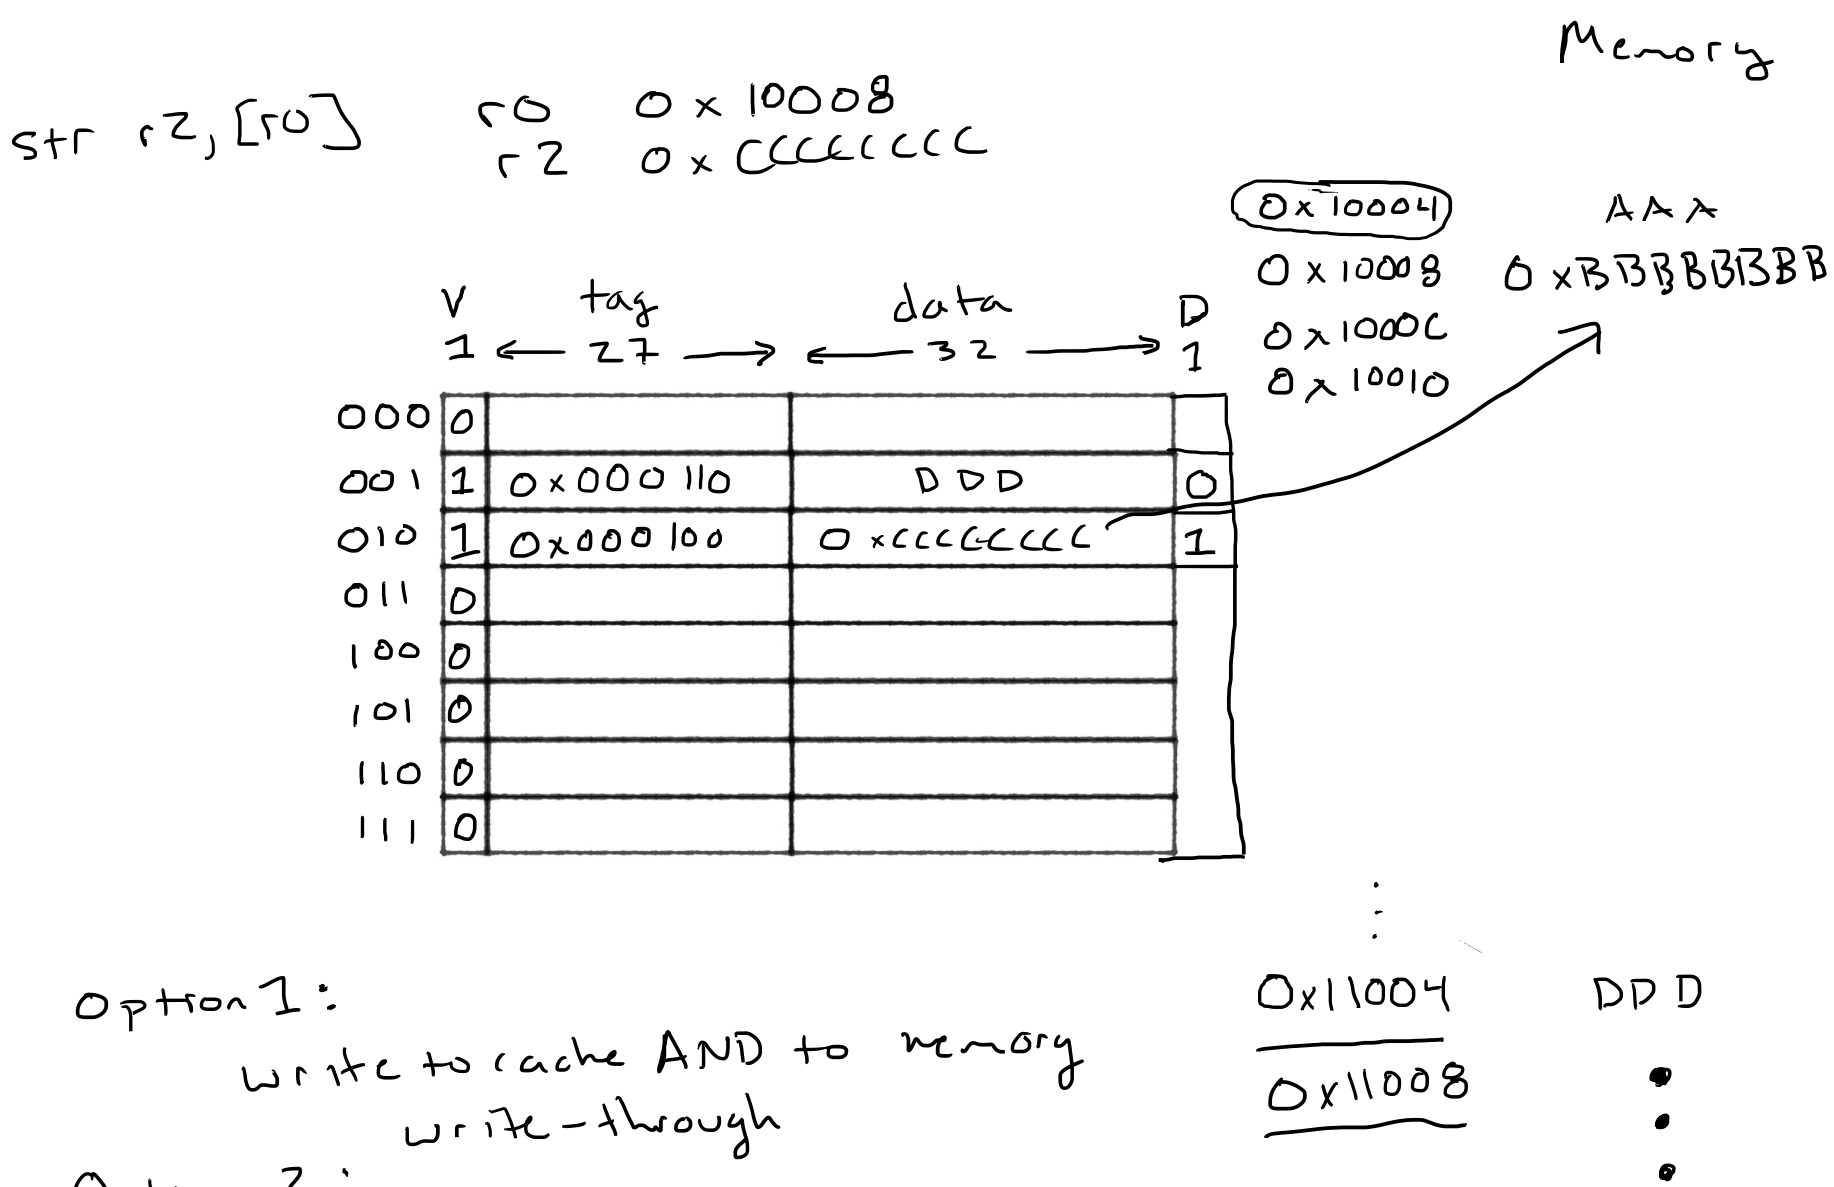 Memory
str r2, [r0]   r0   0x10008
r2   0xCCCCCCCC
0x10004   AAA
0x10008   0xBBBBBBBB
0x1000C
0x10010
V   tag   data   D
1   27   32   1
000   0
001   1   0x000110   DDD   0
010   1   0x000100   0xCCCCCCCC   1
011   0
100   0
101   0
110   0
111   0
Option 1:
write to cache AND to memory
write-through
0x11004   DDD
0x11008